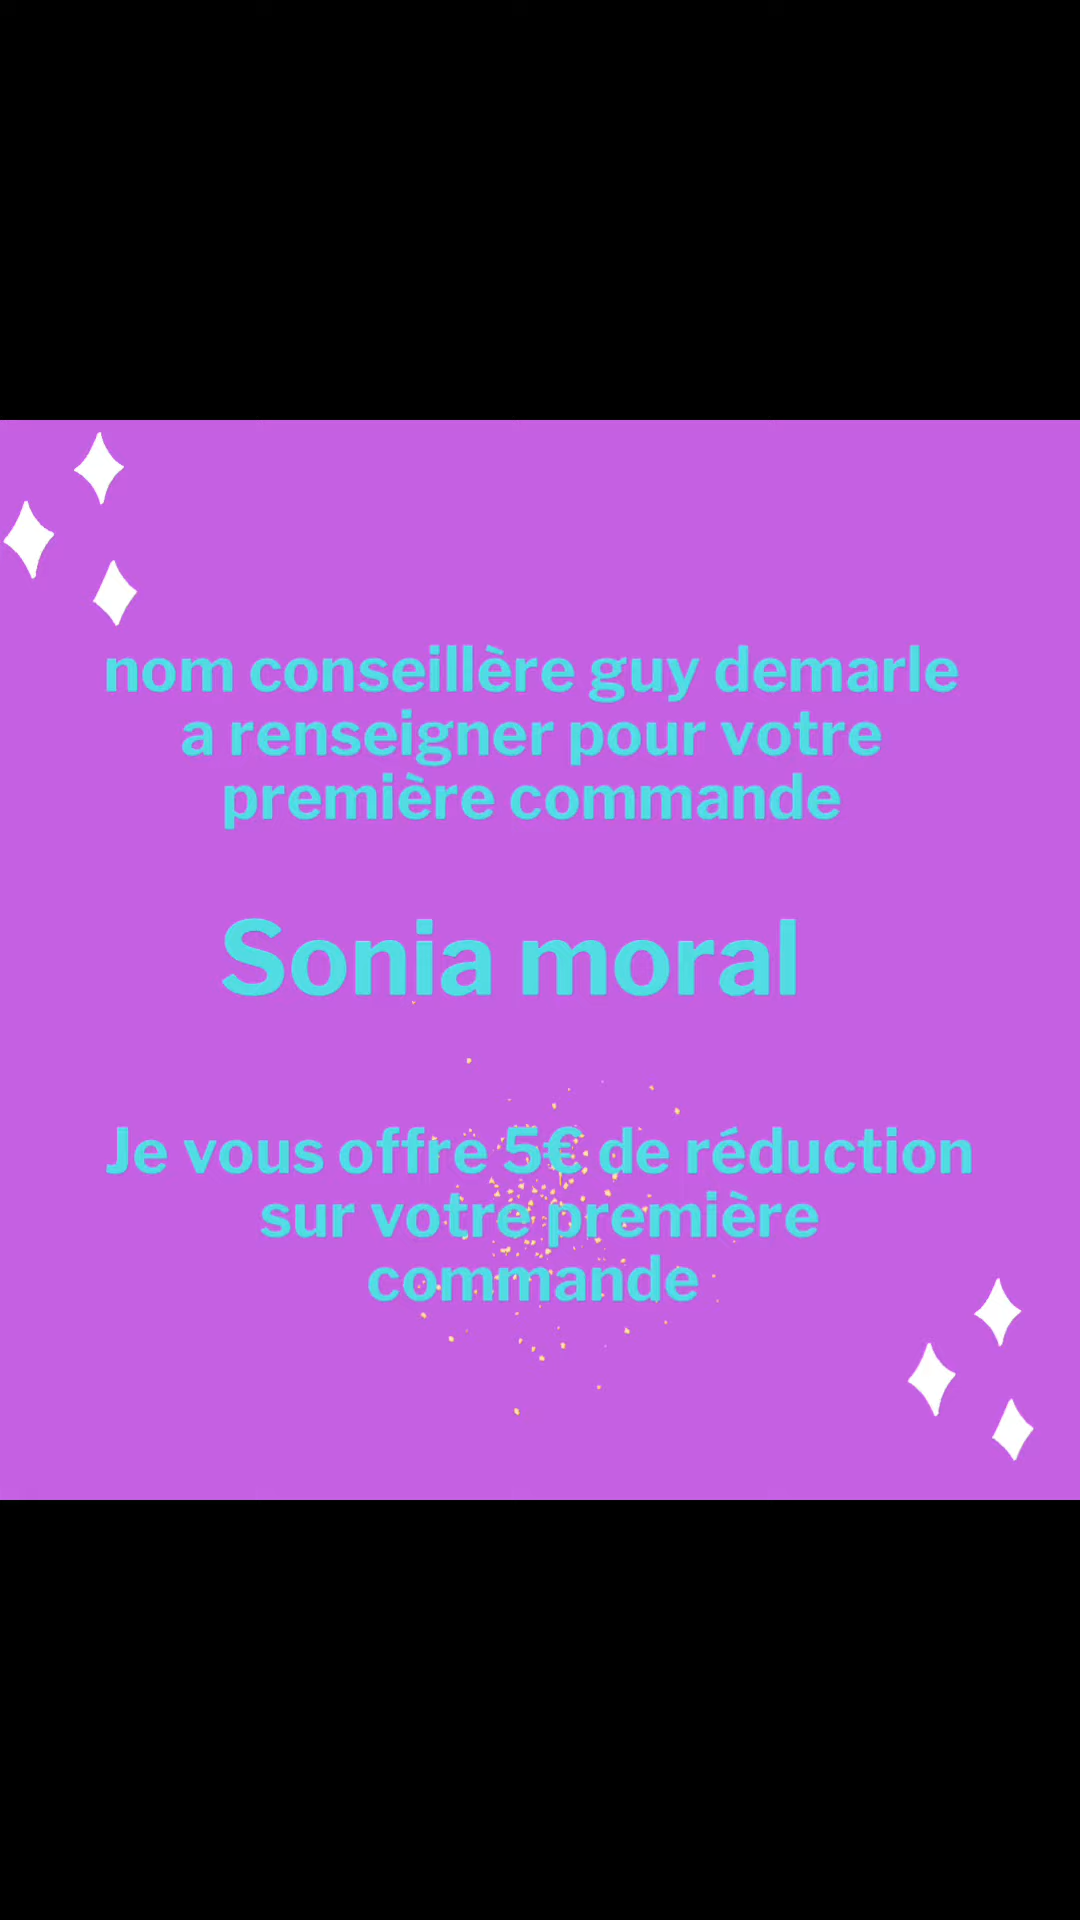 nom conseillère guy demarle
a renseigner pour votre
première commande
Sonia moral
Je vous offre 5€ de réduction
sur votre première
commande